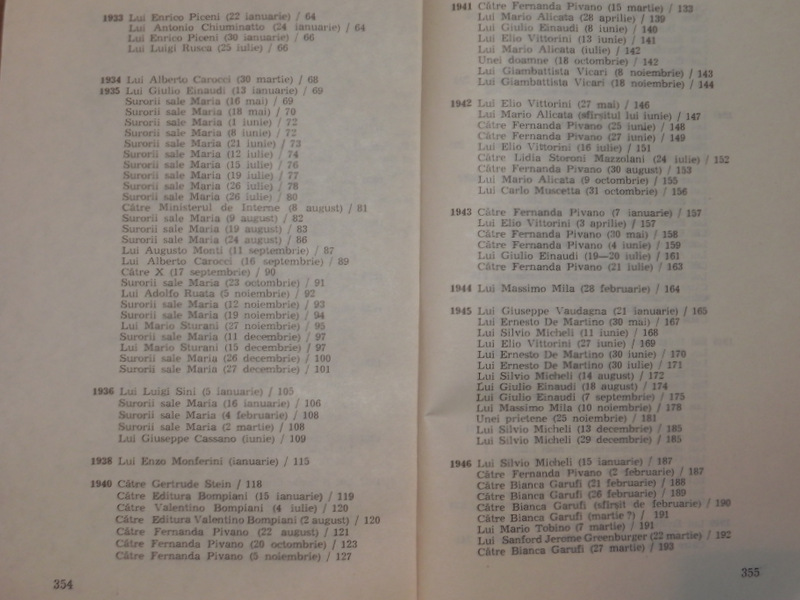 1933 Lui Enrico Piceni (22 ianuarie) / 64
Lui Antonio Chiuminatto (24 ianuarie) / 64
Lui Enrico Piceni (30 ianuarie) / 66
Lui Luigi Rusca (25 iulie) / 66
1934 Lui Alberto Carocci (30 martie) / 68
1935 Lui Giulio Einaudi (13 ianuarie) / 69
Surorii sale Maria (16 mai) / 69
Surorii sale Maria (18 mai) / 70
Surorii sale Maria (1 iunie) / 72
Surorii sale Maria (8 iunie) / 72
Surorii sale Maria (21 iunie) / 73
Surorii sale Maria (12 iulie) / 74
Surorii sale Maria (15 iulie) / 76
Surorii sale Maria (19 iulie) / 77
Surorii sale Maria (26 iulie) / 78
Surorii sale Maria (26 iulie) / 80
Către Ministerul de Interne (8 august) / 81
Surorii sale Maria (9 august) / 82
Surorii sale Maria (19 august) / 83
Surorii sale Maria (24 august) / 86
Lui Augusto Monti (11 septembrie) / 87
Lui Alberto Carocci (16 septembrie) / 89
Către X (17 septembrie) / 90
Surorii sale Maria (23 octombrie) / 91
Lui Adolfo Ruata (5 noiembrie) / 92
Surorii sale Maria (12 noiembrie) / 93
Surorii sale Maria (19 noiembrie) / 94
Lui Mario Sturani (27 noiembrie) / 95
Surorii sale Maria (11 decembrie) / 97
Lui Mario Sturani (15 decembrie) / 97
Surorii sale Maria (26 decembrie) / 100
Surorii sale Maria (27 decembrie) / 101
1936 Lui Luigi Sini (5 ianuarie) / 105
Surorii sale Maria (16 ianuarie) / 106
Surorii sale Maria (4 februarie) / 108
Surorii sale Maria (2 martie) / 108
Lui Giuseppe Cassano (iunie) / 109
1938 Lui Enzo Monferini (ianuarie) / 115
1940 Către Gertrude Stein / 118
Către Editura Bompiani (15 ianuarie) / 119
Către Valentino Bompiani (4 iulie) / 120
Către Editura Valentino Bompiani (2 august) / 120
Către Fernanda Pivano (22 august) / 121
Către Fernanda Pivano (20 octombrie) / 123
Către Fernanda Pivano (5 noiembrie) / 127
354
1941 Către Fernanda Pivano (15 martie) / 133
Lui Mario Alicata (28 aprilie) / 139
Lui Giulio Einaudi (8 iunie) / 140
Lui Elio Vittorini (13 iunie) / 141
Lui Mario Alicata (iulie) / 142
Unei doamne (18 octombrie) / 142
Lui Giambattista Vicari (8 noiembrie) / 143
Lui Giambattista Vicari (18 noiembrie) / 144
1942 Lui Elio Vittorini (27 mai) / 146
Lui Mario Alicata (sfîrșitul lui iunie) / 147
Către Fernanda Pivano (25 iunie) / 148
Către Fernanda Pivano (27 iunie) / 149
Lui Elio Vittorini (16 iulie) / 151
Către Lidia Storoni Mazzolani (24 iulie) / 152
Către Fernanda Pivano (30 august) / 153
Lui Mario Alicata (9 octombrie) / 155
Lui Carlo Muscetta (31 octombrie) / 156
1943 Către Fernanda Pivano (7 ianuarie) / 157
Lui Elio Vittorini (3 aprilie) / 157
Către Fernanda Pivano (30 mai) / 158
Către Fernanda Pivano (4 iunie) / 159
Lui Giulio Einaudi (19—20 iulie) / 161
Către Fernanda Pivano (21 iulie) / 163
1944 Lui Massimo Mila (28 februarie) / 164
1945 Lui Giuseppe Vaudagna (21 ianuarie) / 165
Lui Ernesto De Martino (30 mai) / 167
Lui Silvio Micheli (11 iunie) / 168
Lui Elio Vittorini (27 iunie) / 169
Lui Ernesto De Martino (30 iunie) / 170
Lui Ernesto De Martino (30 iulie) / 171
Lui Silvio Micheli (14 august) / 172
Lui Giulio Einaudi (18 august) / 174
Lui Giulio Einaudi (7 septembrie) / 175
Lui Massimo Mila (10 noiembrie) / 178
Unei prietene (25 noiembrie) / 181
Lui Silvio Micheli (13 decembrie) / 185
Lui Silvio Micheli (29 decembrie) / 185
1946 Lui Silvio Micheli (15 ianuarie) / 187
Către Fernanda Pivano (2 februarie) / 187
Către Bianca Garufi (21 februarie) / 188
Către Bianca Garufi (26 februarie) / 189
Către Bianca Garufi (sfîrșit de februarie) / 190
Către Bianca Garufi (martie ?) / 191
Lui Mario Tobino (7 martie) / 191
Lui Sanford Jerome Greenburger (22 martie) / 192
Către Bianca Garufi (27 martie) / 193
355